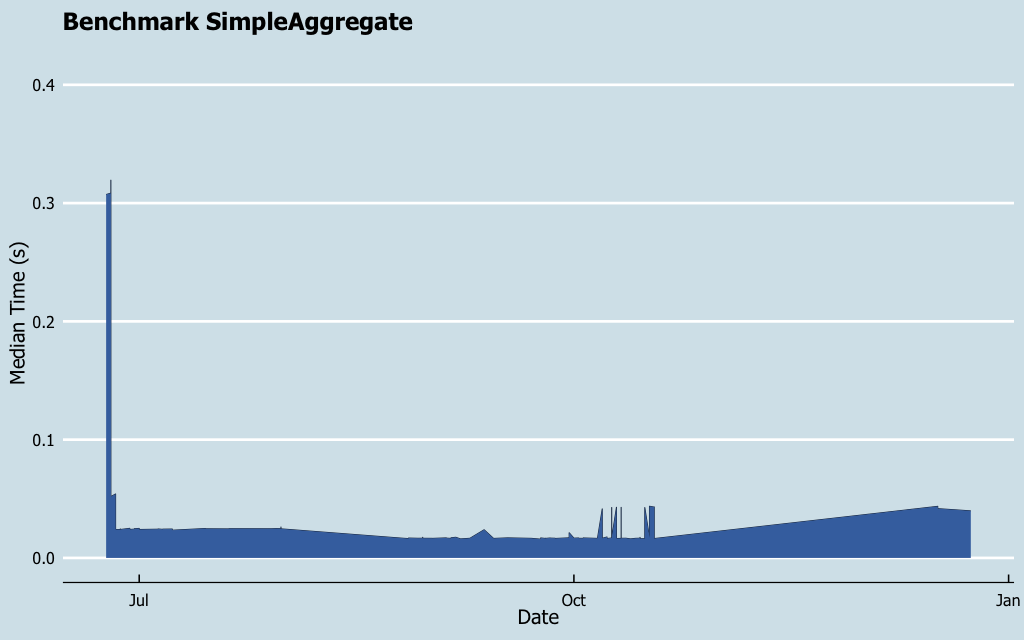 Benchmark SimpleAggregate
0.4
0.3
0.2
0.1
0.0
Median Time (s)
Jul
Oct
Jan
Date